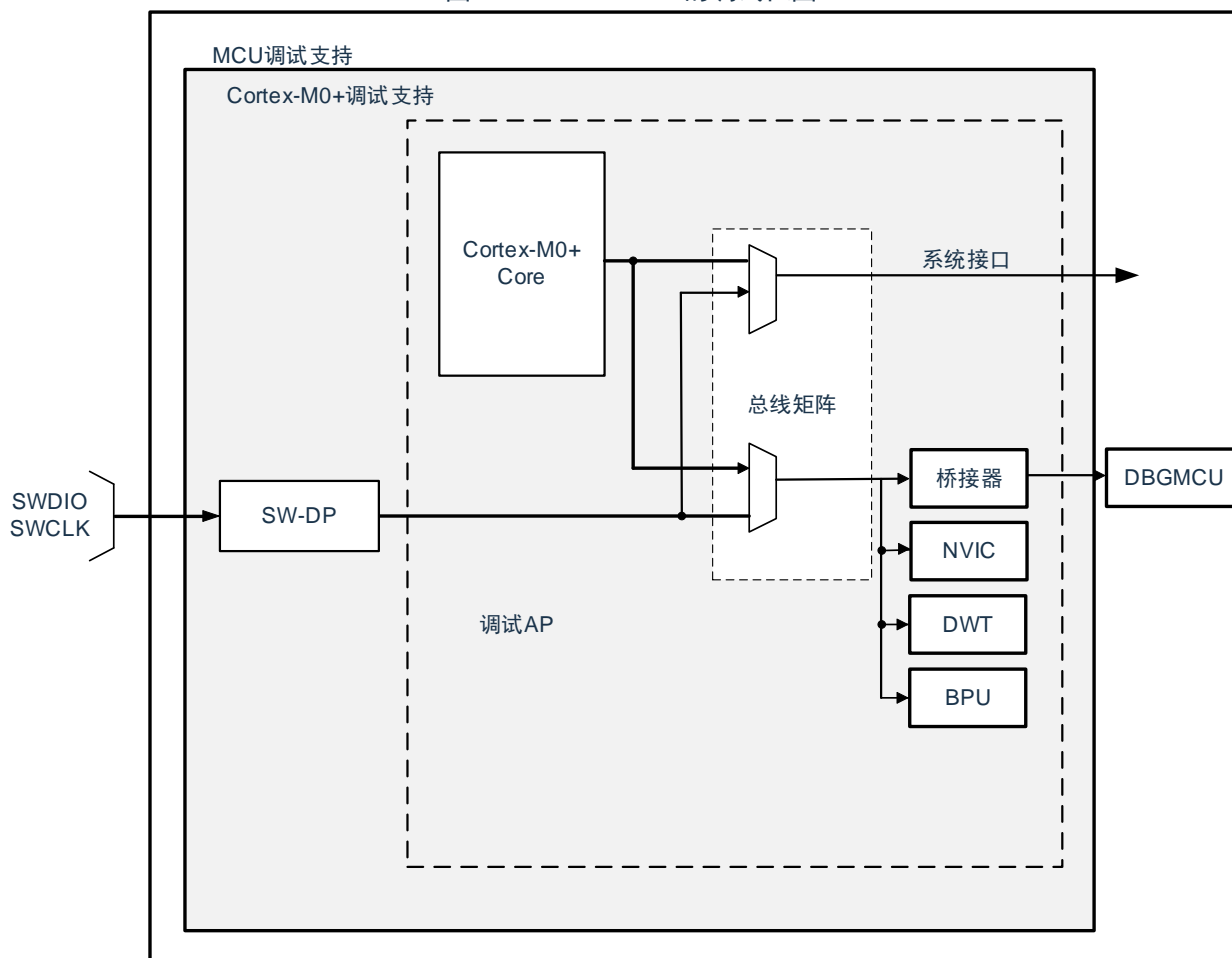 MCU调试支持
Cortex-M0+调试支持
Cortex-M0+
Core
系统接口
总线矩阵
SWDIO
SWCLK
SW-DP
桥接器
DBGMCU
NVIC
调试AP
DWT
BPU